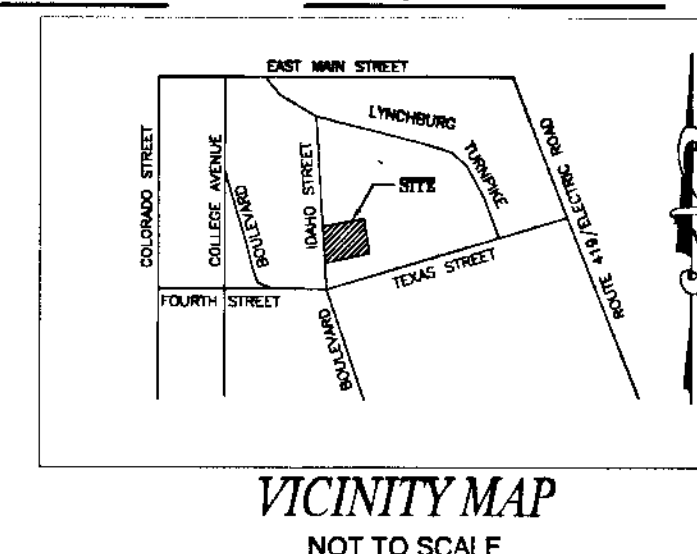 EAST MAIN STREET
LYNCHBURG
TURNPIKE
COLORADO STREET
COLLEGE AVENUE
BOULEVARD
IDAHO STREET
SITE
ROUTE 419/ELECTRIC ROAD
TEXAS STREET
FOURTH STREET
BOULEVARD
VICINITY MAP
NOT TO SCALE